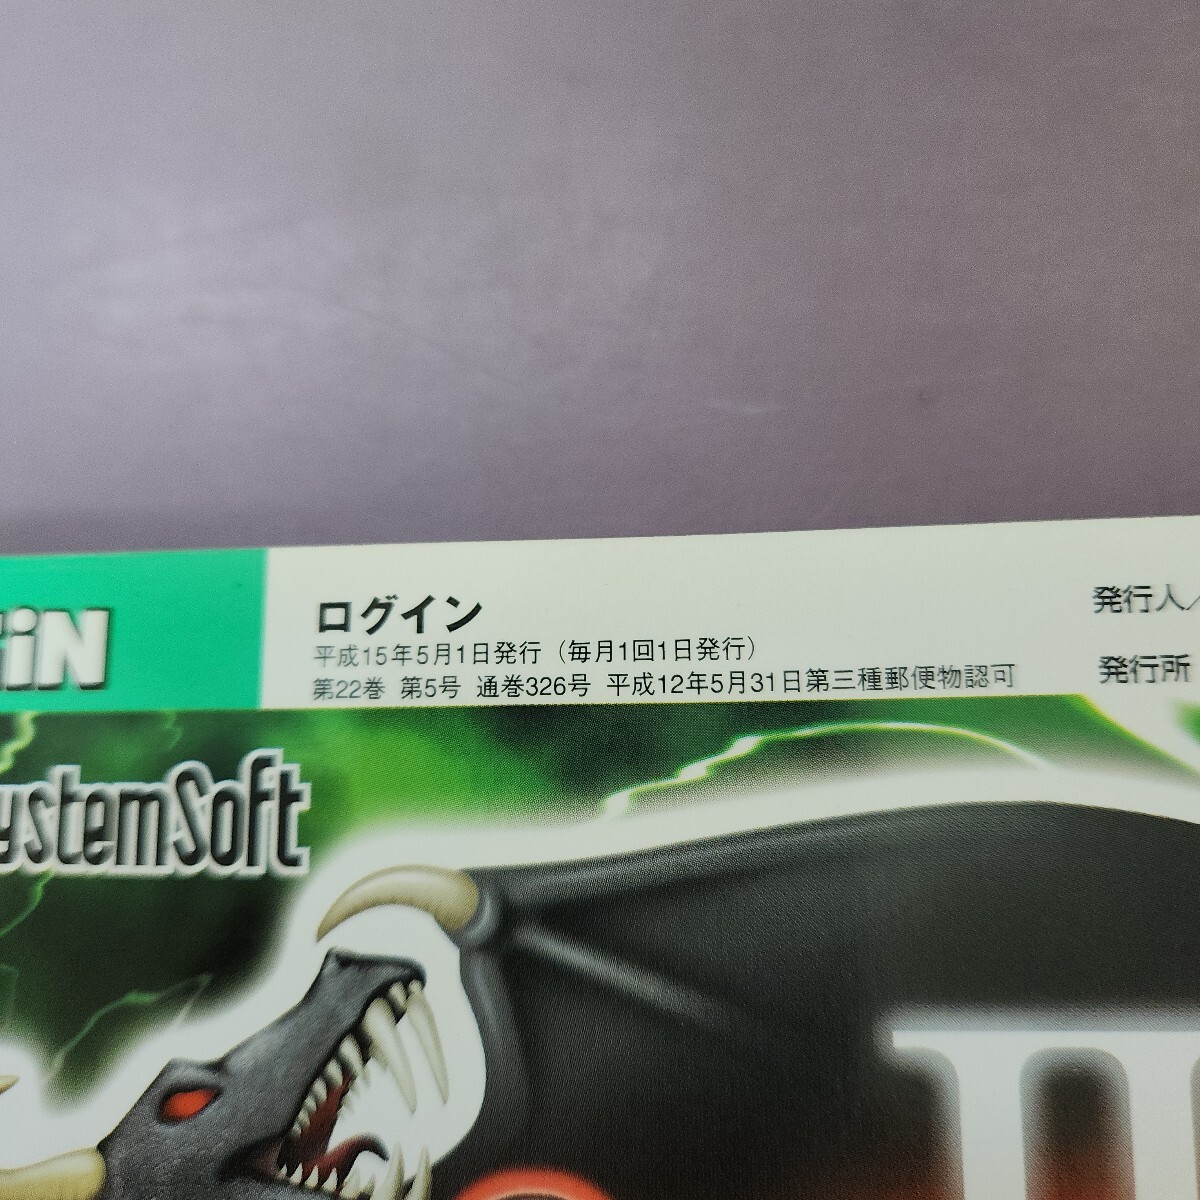 ログイン
平成15年5月1日発行（毎月1回1日発行）
第22巻 第5号 通巻326号 平成12年5月31日第三種郵便物認可
発行人／
発行所
iN
ystemSoft
II